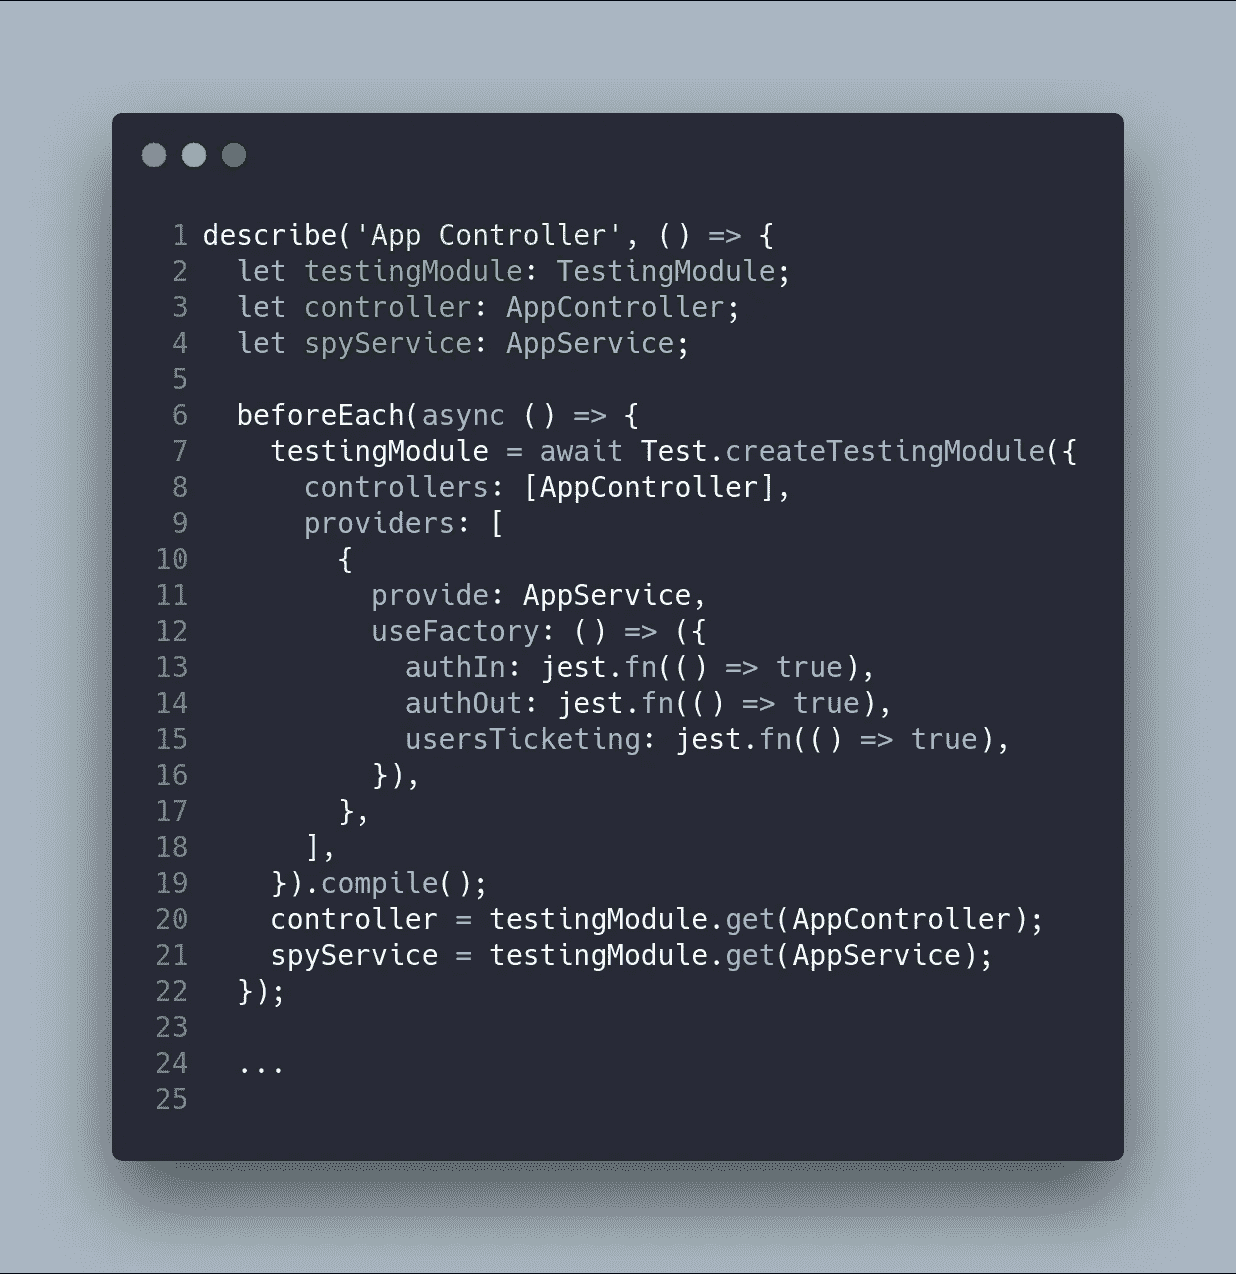 1 describe('App Controller', () => {
2   let testingModule: TestingModule;
3   let controller: AppController;
4   let spyService: AppService;
5
6   beforeEach(async () => {
7     testingModule = await Test.createTestingModule({
8       controllers: [AppController],
9       providers: [
10         {
11           provide: AppService,
12           useFactory: () => ({
13             authIn: jest.fn(() => true),
14             authOut: jest.fn(() => true),
15             usersTicketing: jest.fn(() => true),
16           }),
17         },
18       ],
19     }).compile();
20     controller = testingModule.get(AppController);
21     spyService = testingModule.get(AppService);
22   });
23
24   ...
25